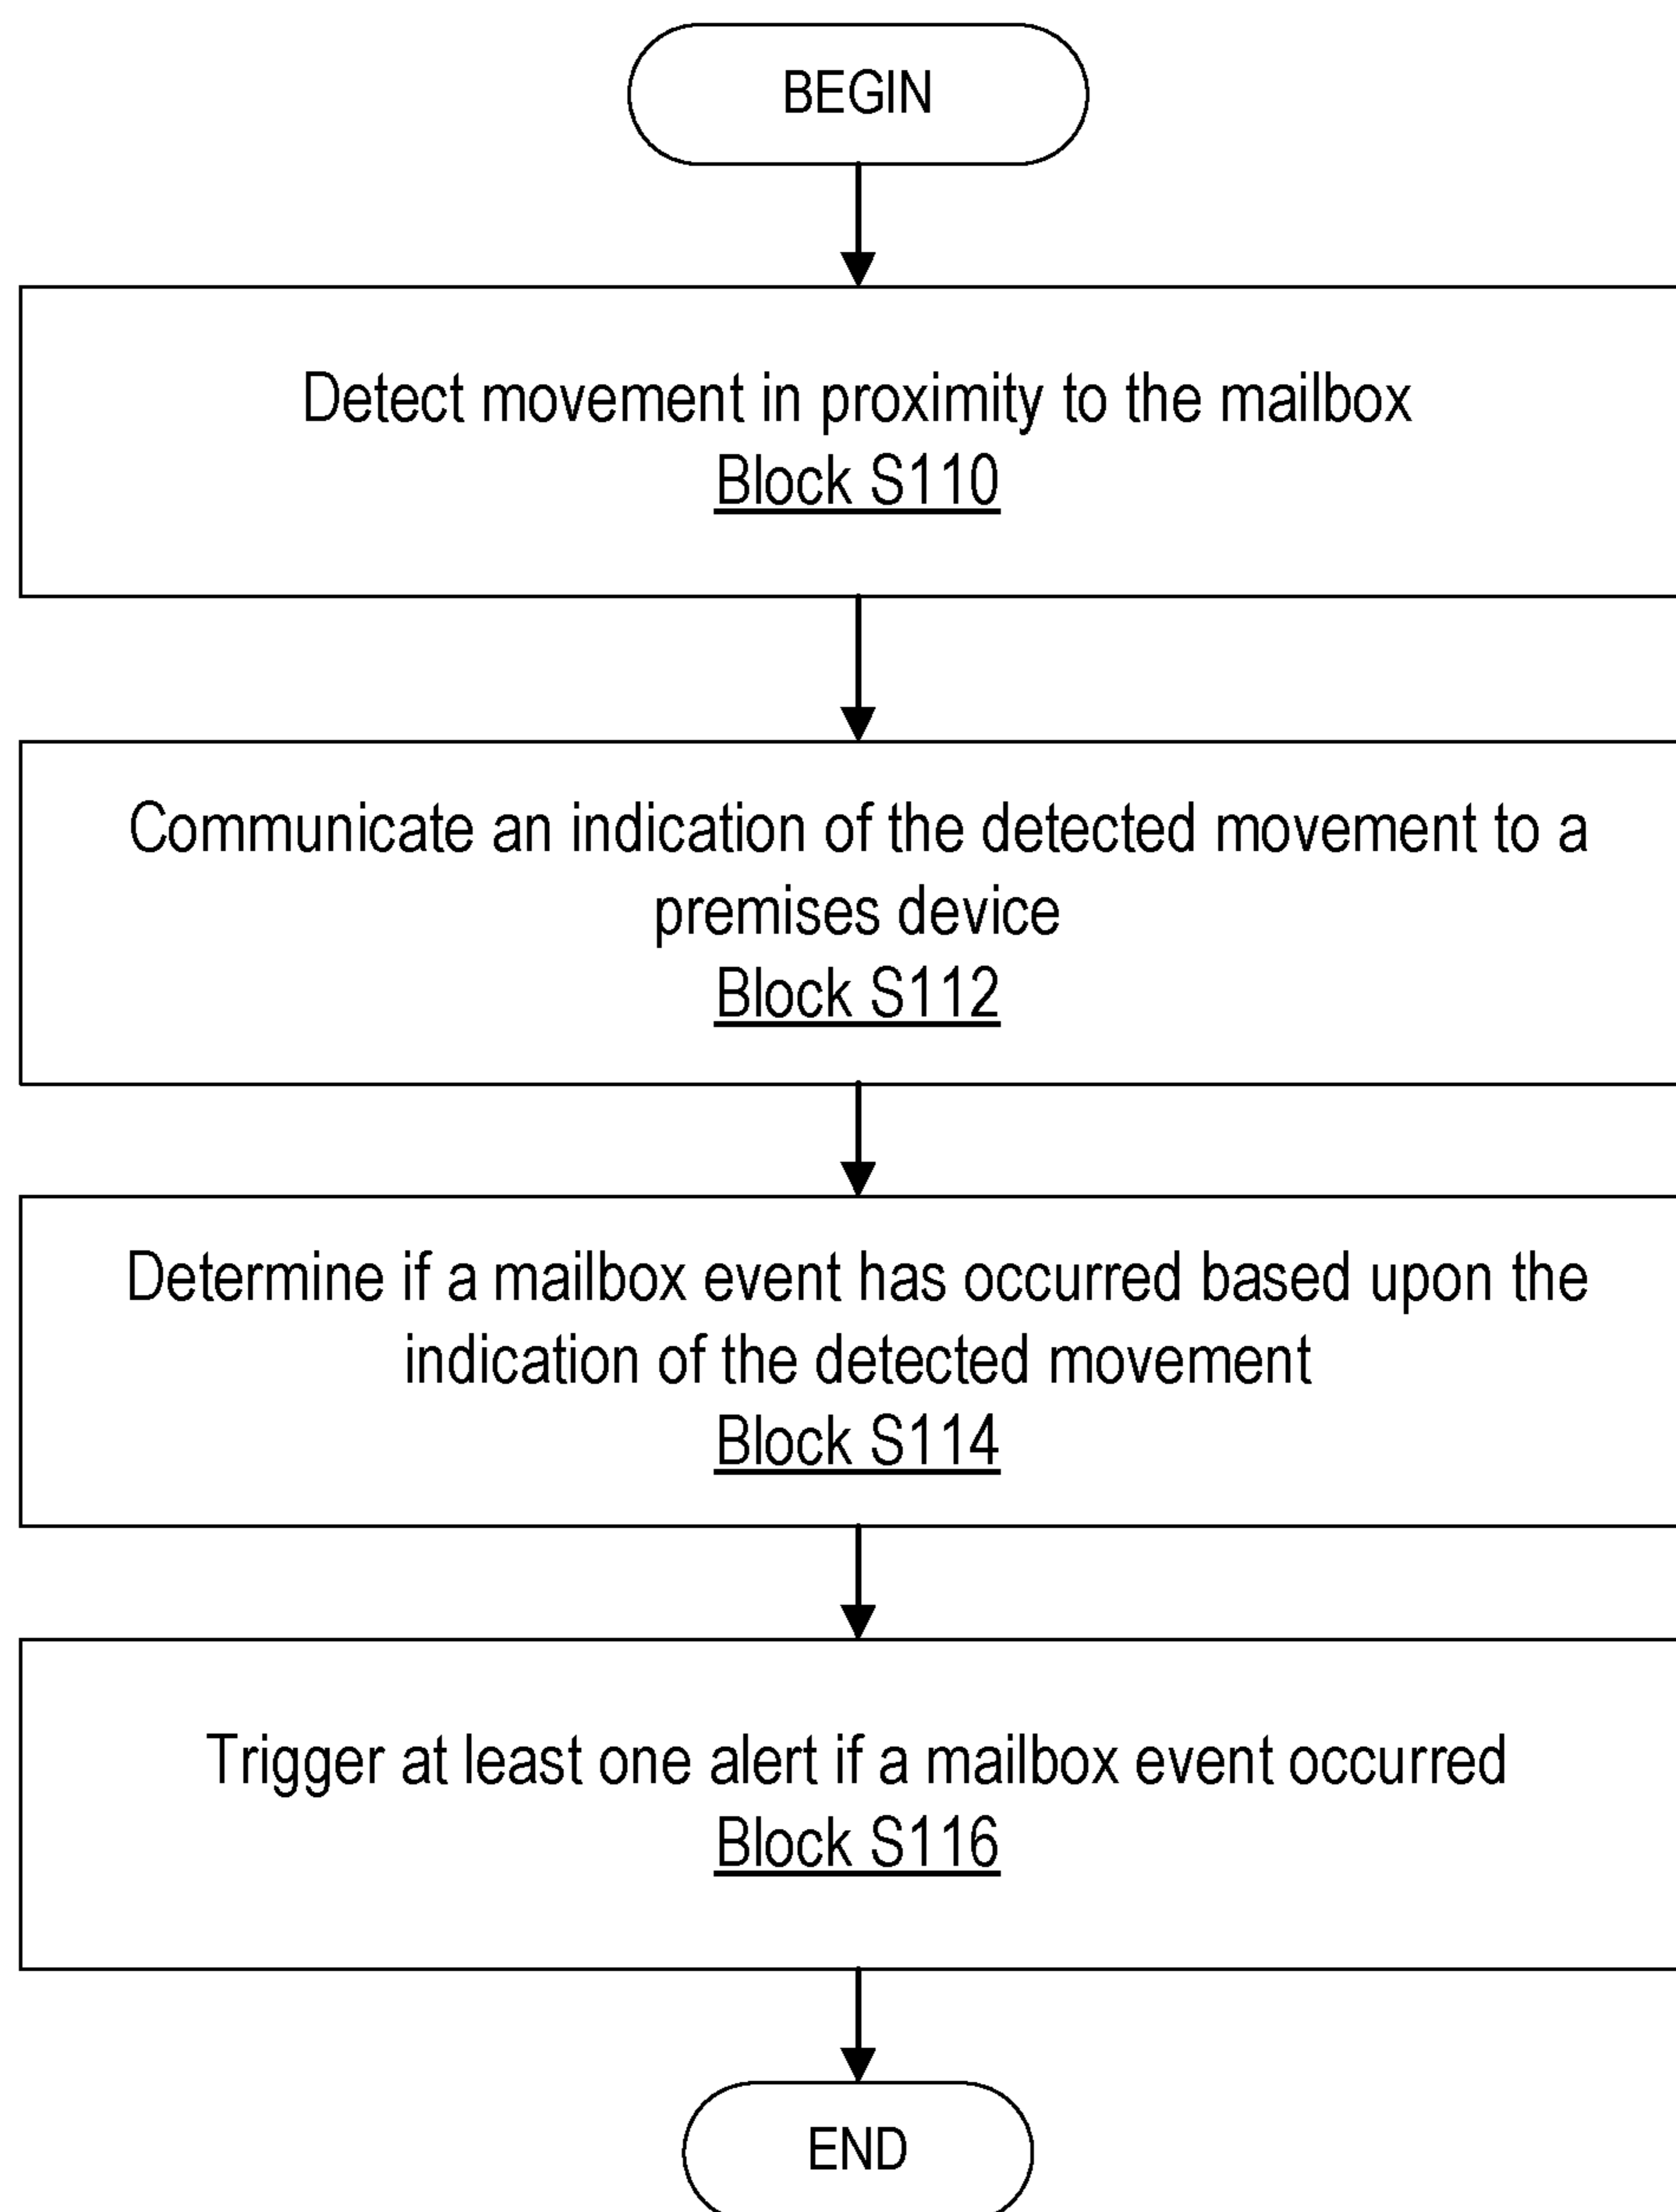 BEGIN
Detect movement in proximity to the mailbox
Block S110
Communicate an indication of the detected movement to a
premises device
Block S112
Determine if a mailbox event has occurred based upon the
indication of the detected movement
Block S114
Trigger at least one alert if a mailbox event occurred
Block S116
END